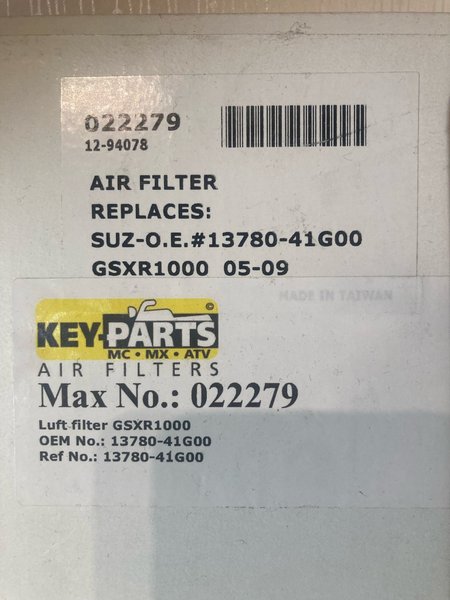 022279
12-94078
AIR FILTER
REPLACES:
SUZ-O.E.#13780-41G00
GSXR1000 05-09
MADE IN TAIWAN
©
KEY-PARTS
MC • MX • ATV
AIR FILTERS
Max No.: 022279
Luft filter GSXR1000
OEM No.: 13780-41G00
Ref No.: 13780-41G00